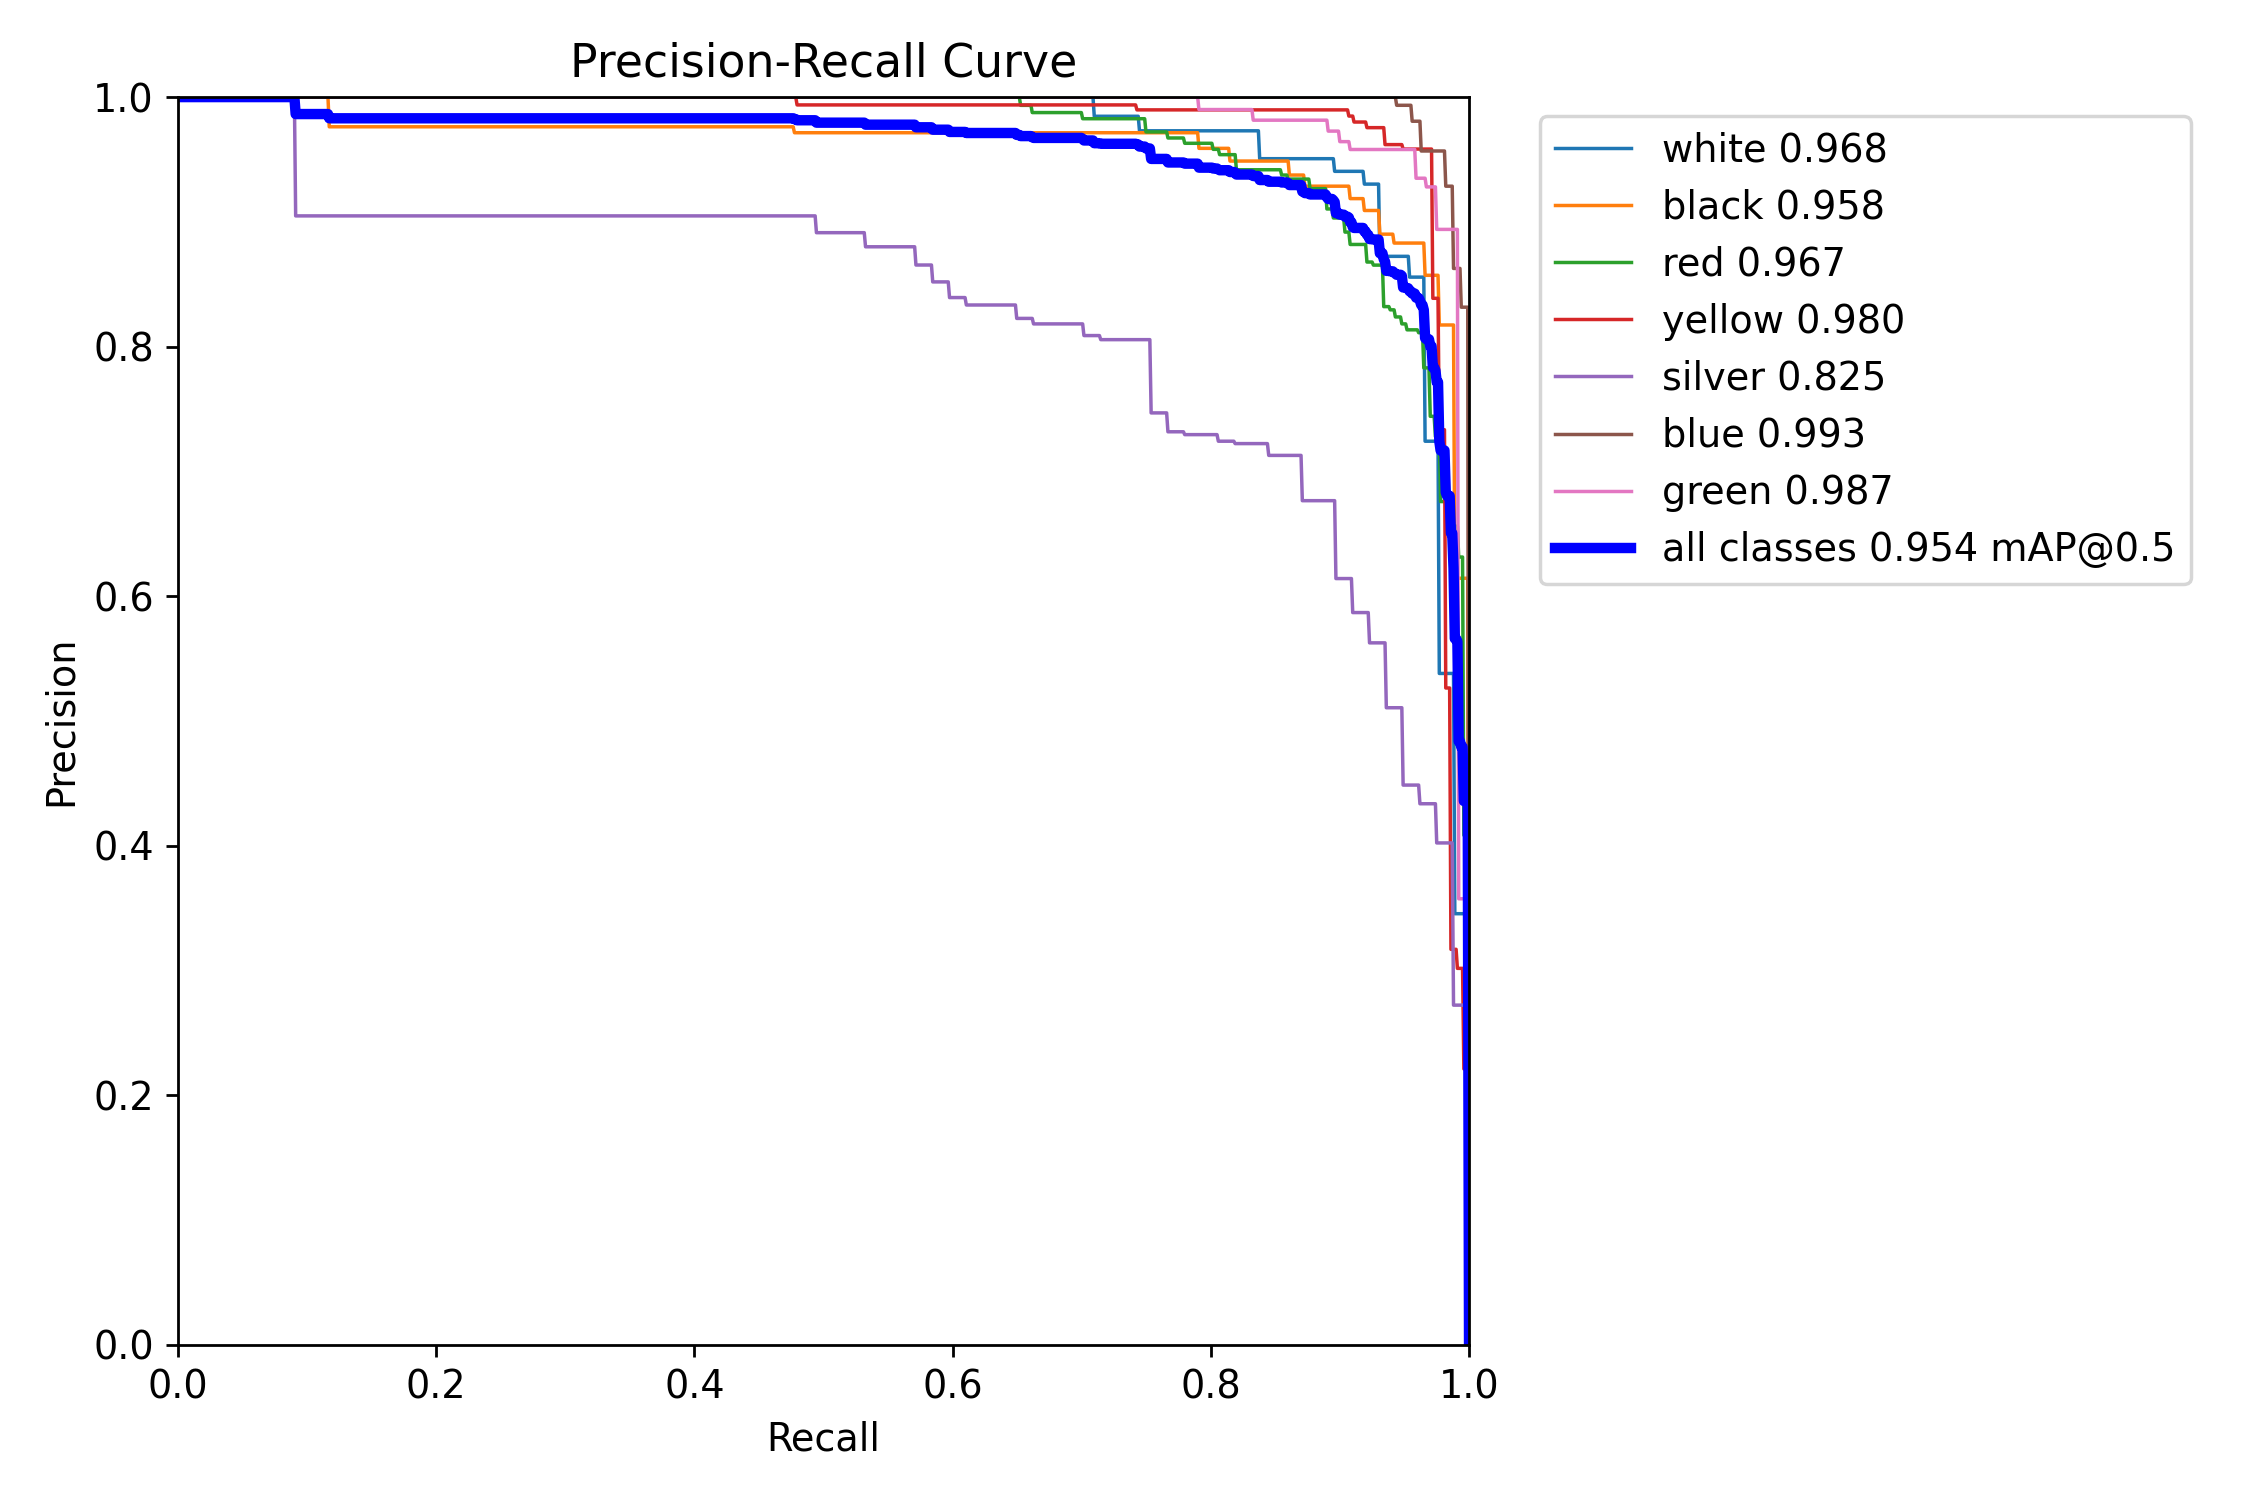 Precision-Recall Curve
1.0
0.8
0.6
0.4
0.2
0.0
Precision
0.0 0.2 0.4 0.6 0.8 1.0
Recall
white 0.968
black 0.958
red 0.967
yellow 0.980
silver 0.825
blue 0.993
green 0.987
all classes 0.954 mAP@0.5